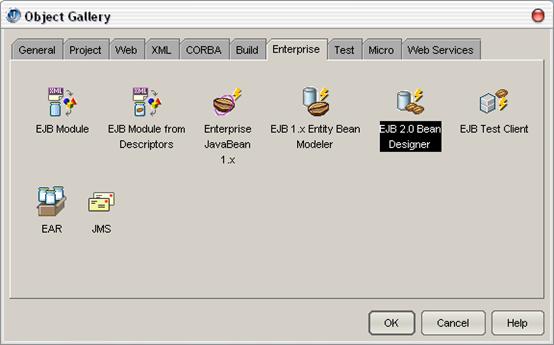 Object Gallery
General Project Web XML CORBA Build Enterprise Test Micro Web Services
XML XML
EJB Module EJB Module from Enterprise EJB 1.x Entity Bean EJB 2.0 Bean EJB Test Client
Descriptors JavaBean Modeler Designer
1.x
EAR JMS
OK Cancel Help